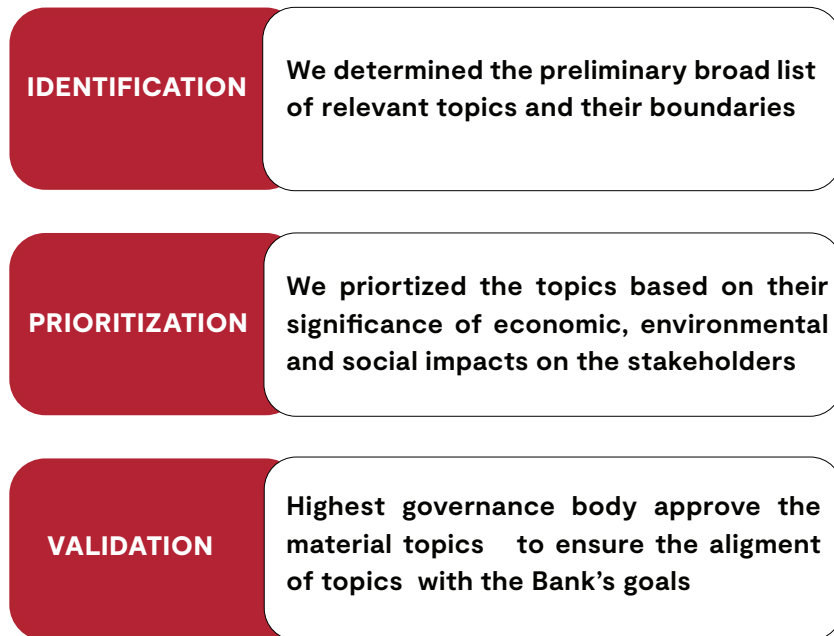 IDENTIFICATION
We determined the preliminary broad list
of relevant topics and their boundaries
PRIORITIZATION
We priortized the topics based on their
significance of economic, environmental
and social impacts on the stakeholders
VALIDATION
Highest governance body approve the
material topics to ensure the aligment
of topics with the Bank's goals